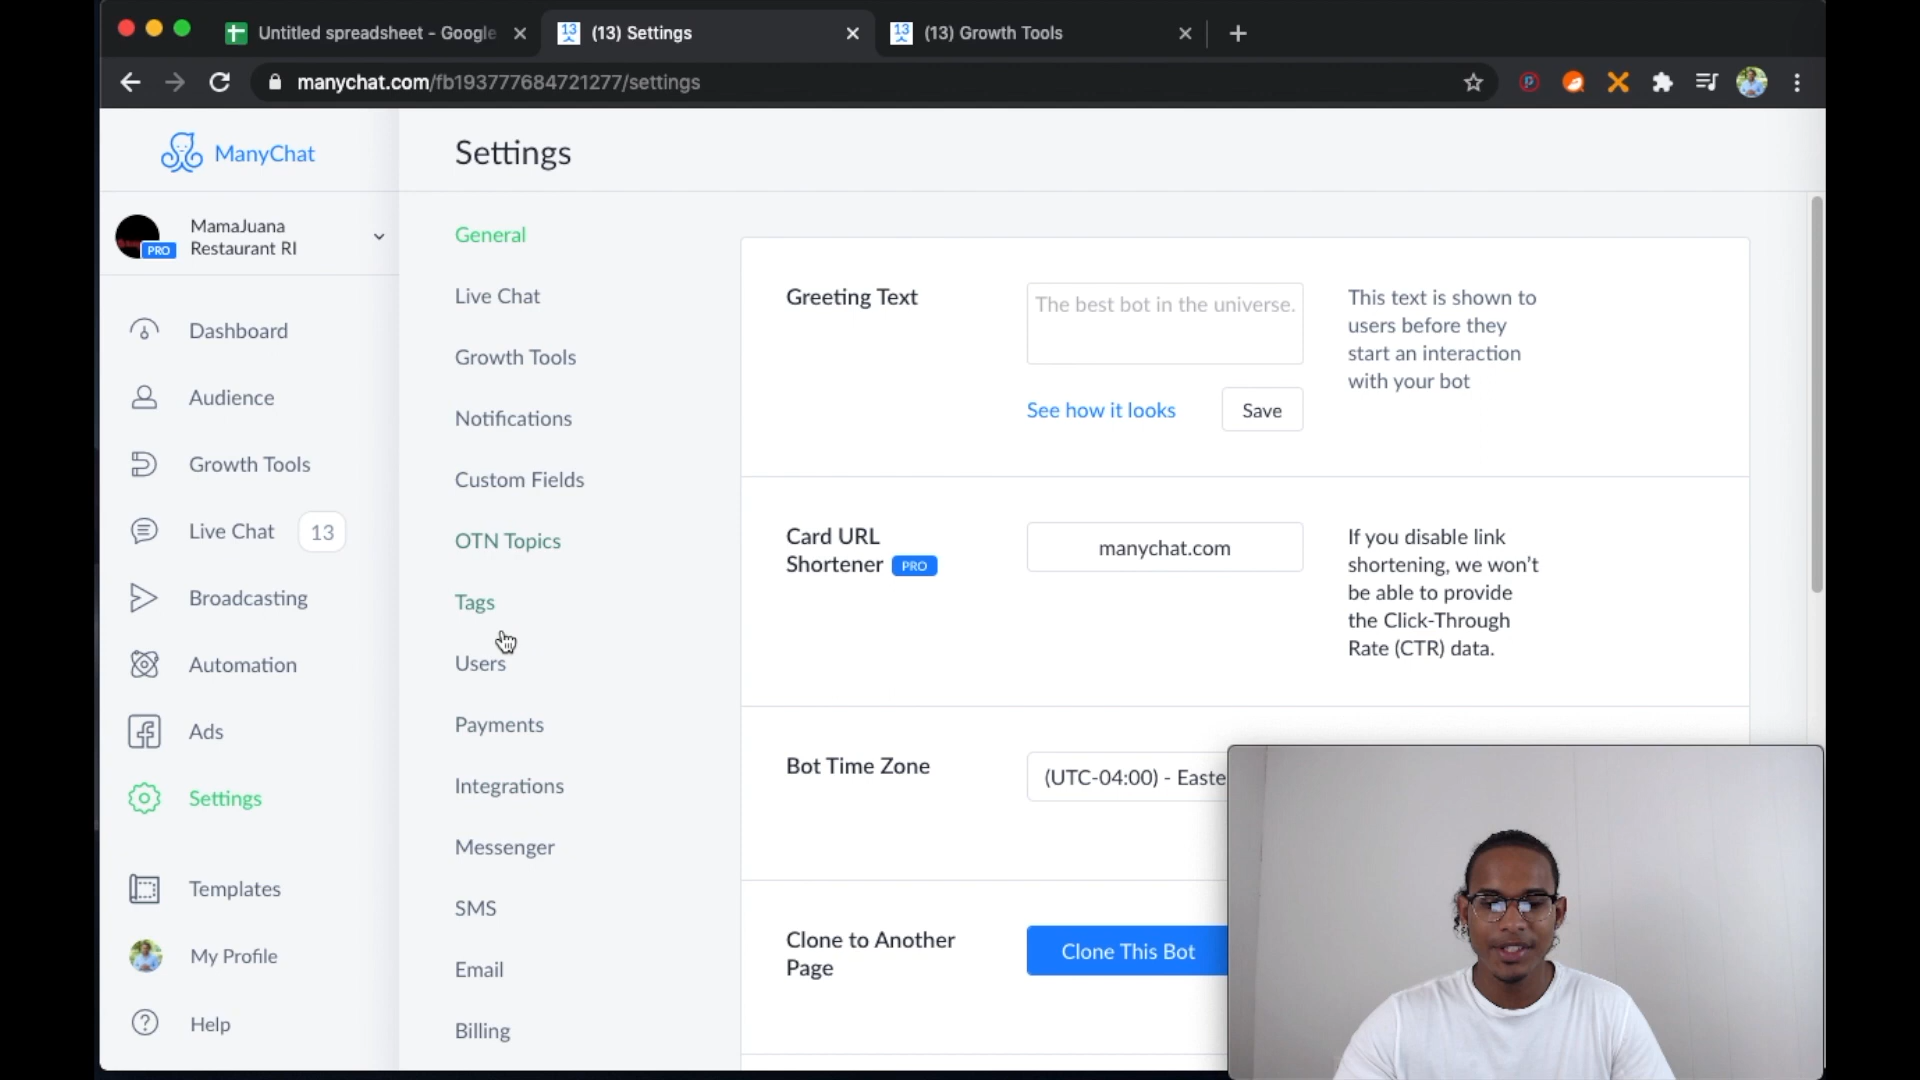 Untitled spreadsheet - Google
(13) Settings
(13) Growth Tools
manychat.com/fb193777684721277/settings
ManyChat
MamaJuana
Restaurant RI
PRO
Dashboard
Audience
Growth Tools
Live Chat 13
Broadcasting
Automation
Ads
Settings
Templates
My Profile
Help
Settings
General
Live Chat
Growth Tools
Notifications
Custom Fields
OTN Topics
Tags
Users
Payments
Integrations
Messenger
SMS
Email
Billing
Greeting Text
The best bot in the universe.
See how it looks
Save
This text is shown to
users before they
start an interaction
with your bot
Card URL
Shortener PRO
manychat.com
If you disable link
shortening, we won’t
be able to provide
the Click-Through
Rate (CTR) data.
Bot Time Zone
(UTC-04:00) - Easte
Clone to Another
Page
Clone This Bot